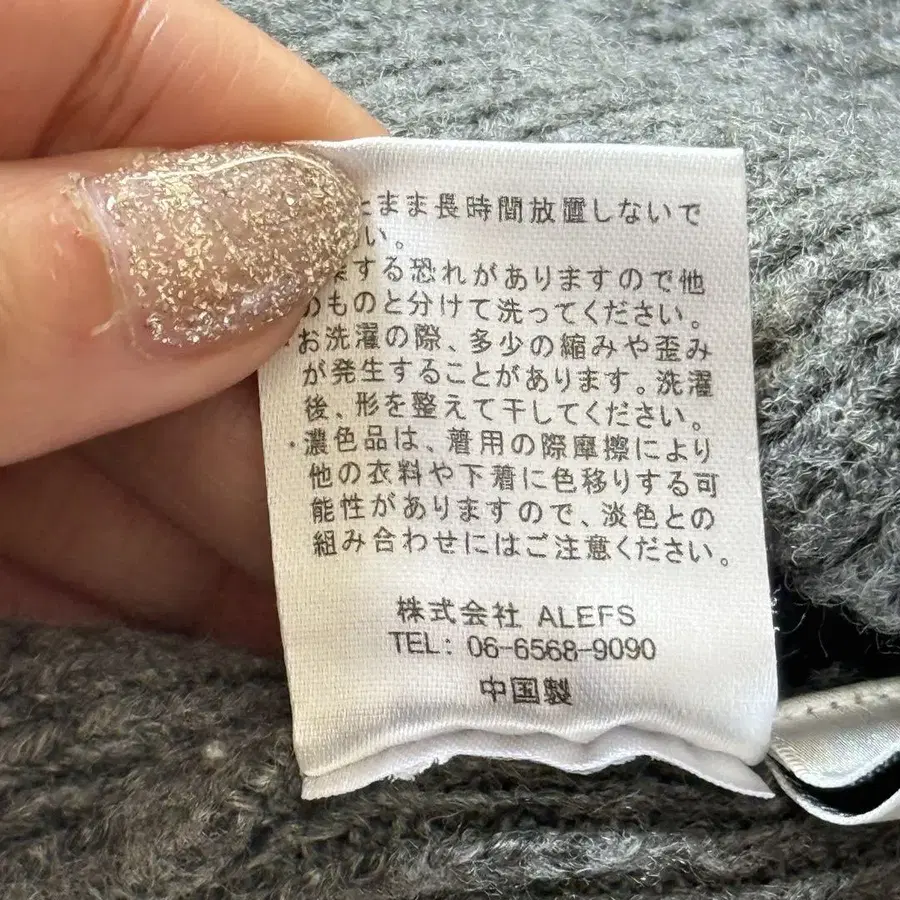 まま長時間放置しないで
い。
する恐れがありますので他
のものと分けて洗ってください。
・お洗濯の際、多少の縮みや歪み
が発生することがあります。洗濯
後、形を整えて干してください。
・濃色品は、着用の際摩擦により
他の衣料や下着に色移りする可
能性がありますので、淡色との
組み合わせにはご注意ください。
株式会社 ALEFS
TEL: 06-6568-9090
中国製